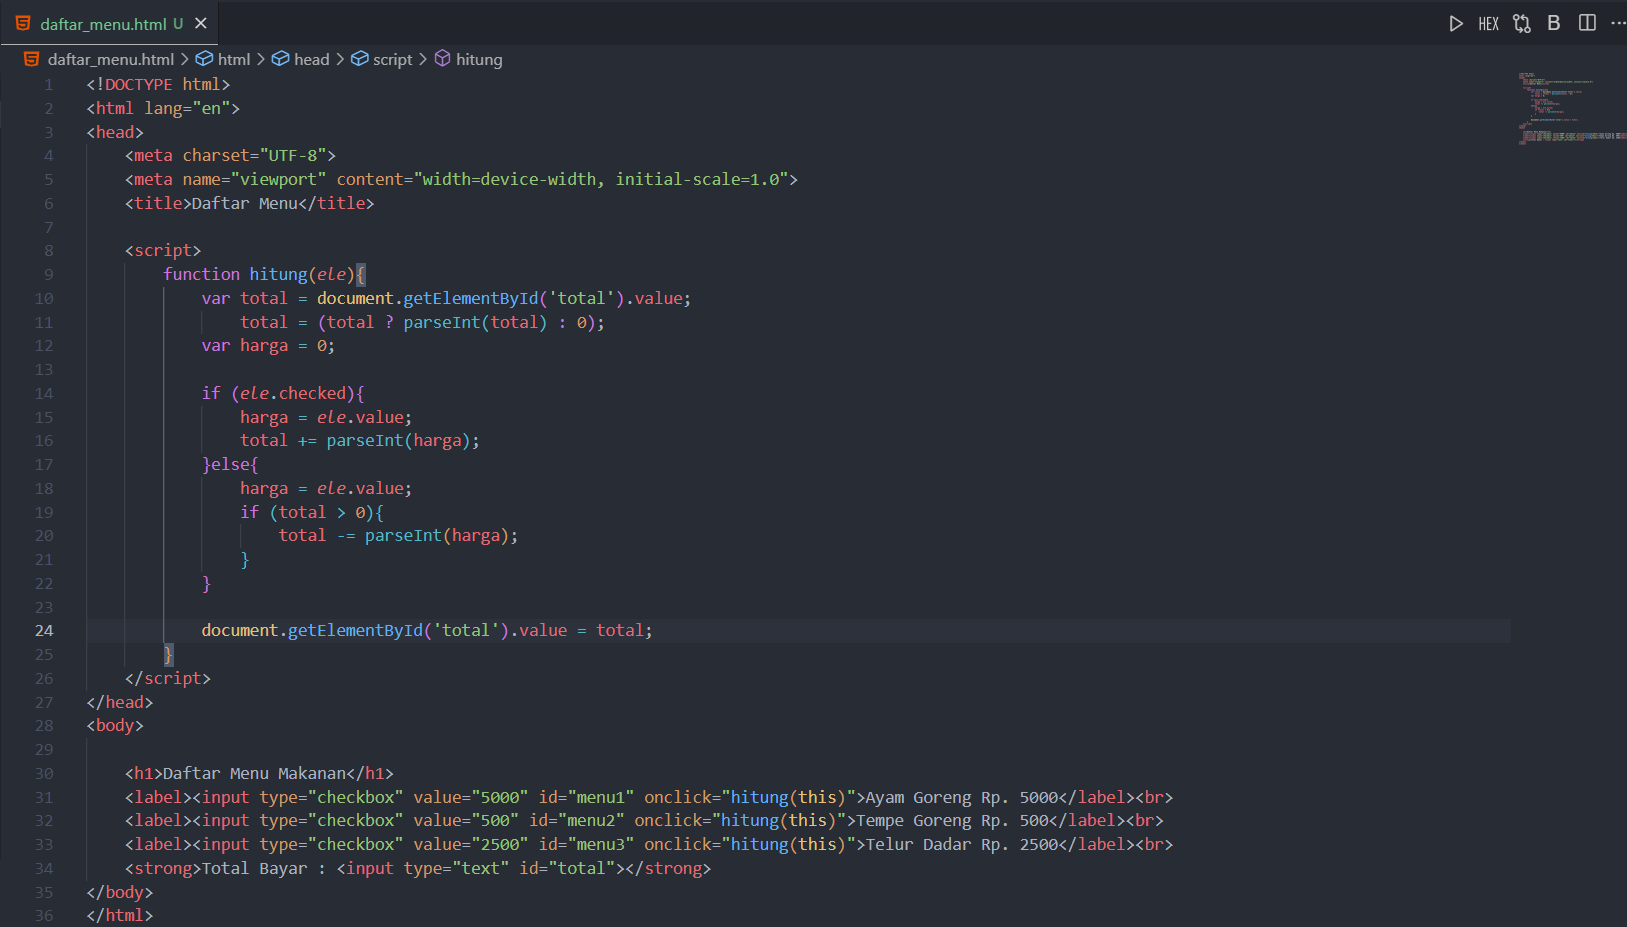 daftar_menu.html U
HEX B
daftar_menu.html > html > head > script > hitung
1 <!DOCTYPE html>
2 <html lang="en">
3 <head>
4     <meta charset="UTF-8">
5     <meta name="viewport" content="width=device-width, initial-scale=1.0">
6     <title>Daftar Menu</title>
7
8     <script>
9         function hitung(ele){
10             var total = document.getElementById('total').value;
11                 total = (total ? parseInt(total) : 0);
12             var harga = 0;
13
14             if (ele.checked){
15                 harga = ele.value;
16                 total += parseInt(harga);
17             }else{
18                 harga = ele.value;
19                 if (total > 0){
20                     total -= parseInt(harga);
21                 }
22             }
23
24             document.getElementById('total').value = total;
25         }
26     </script>
27 </head>
28 <body>
29
30     <h1>Daftar Menu Makanan</h1>
31     <label><input type="checkbox" value="5000" id="menu1" onclick="hitung(this)">Ayam Goreng Rp. 5000</label><br>
32     <label><input type="checkbox" value="500" id="menu2" onclick="hitung(this)">Tempe Goreng Rp. 500</label><br>
33     <label><input type="checkbox" value="2500" id="menu3" onclick="hitung(this)">Telur Dadar Rp. 2500</label><br>
34     <strong>Total Bayar : <input type="text" id="total"></strong>
35 </body>
36 </html>